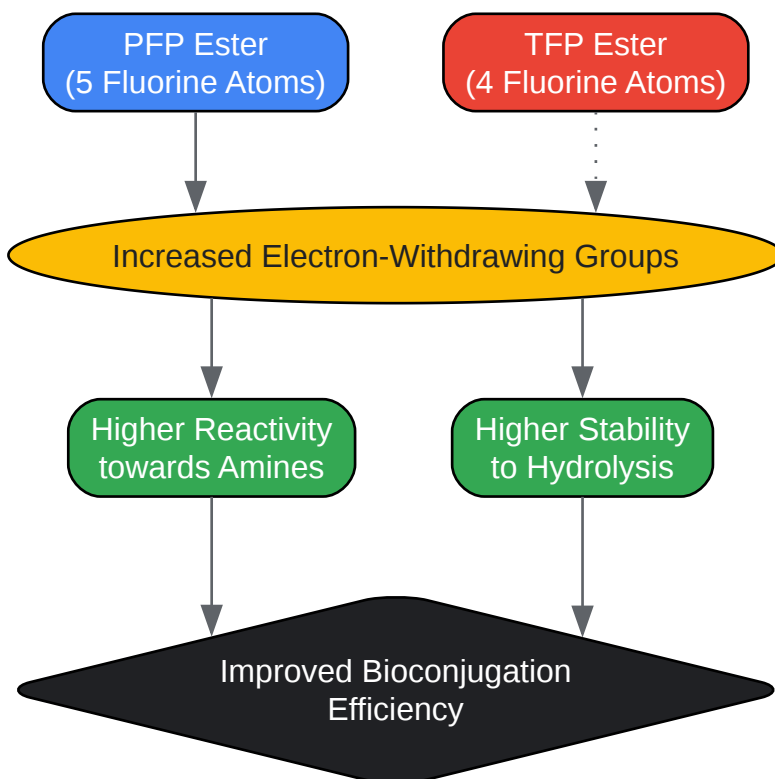 PFP Ester
(5 Fluorine Atoms)
TFP Ester
(4 Fluorine Atoms)
Increased Electron-Withdrawing Groups
Higher Reactivity
towards Amines
Higher Stability
to Hydrolysis
Improved Bioconjugation
Efficiency